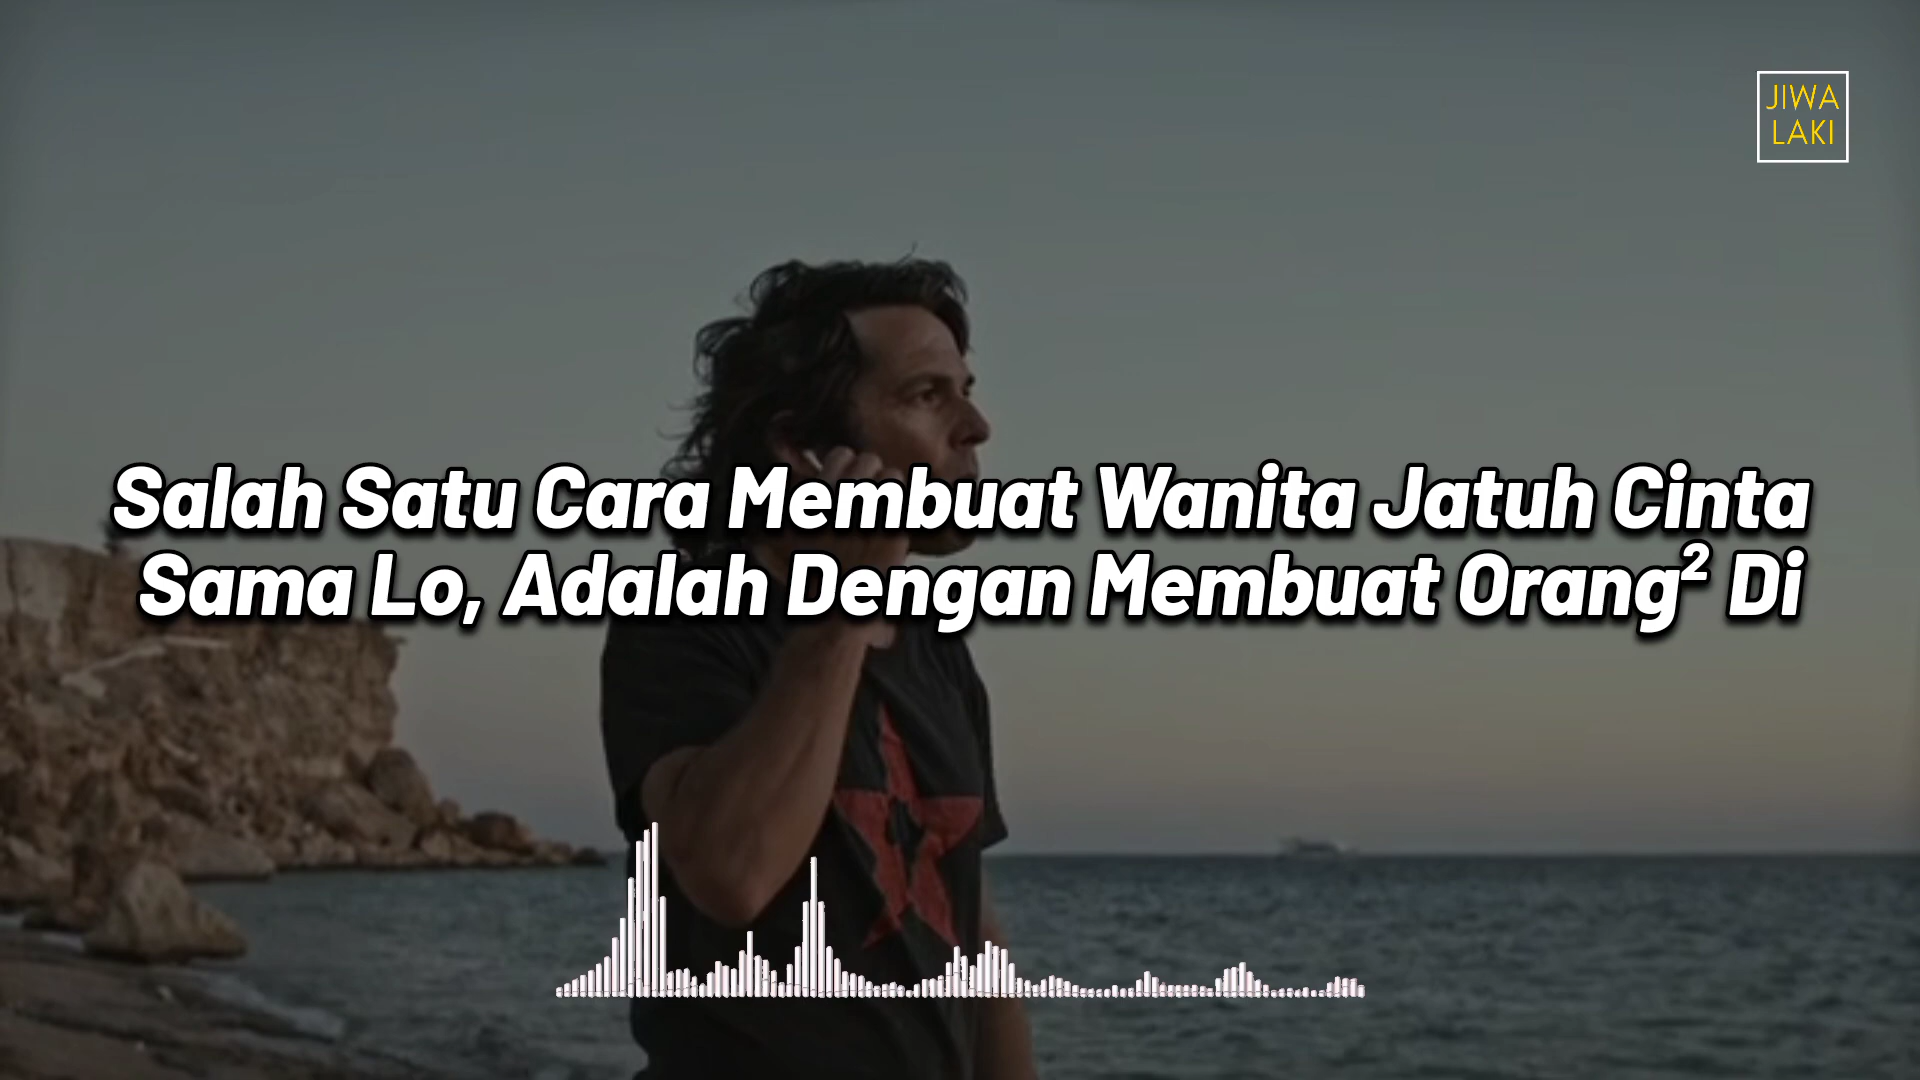 JIWA
LAKI
Salah Satu Cara Membuat Wanita Jatuh Cinta
Sama Lo, Adalah Dengan Membuat Orang² Di